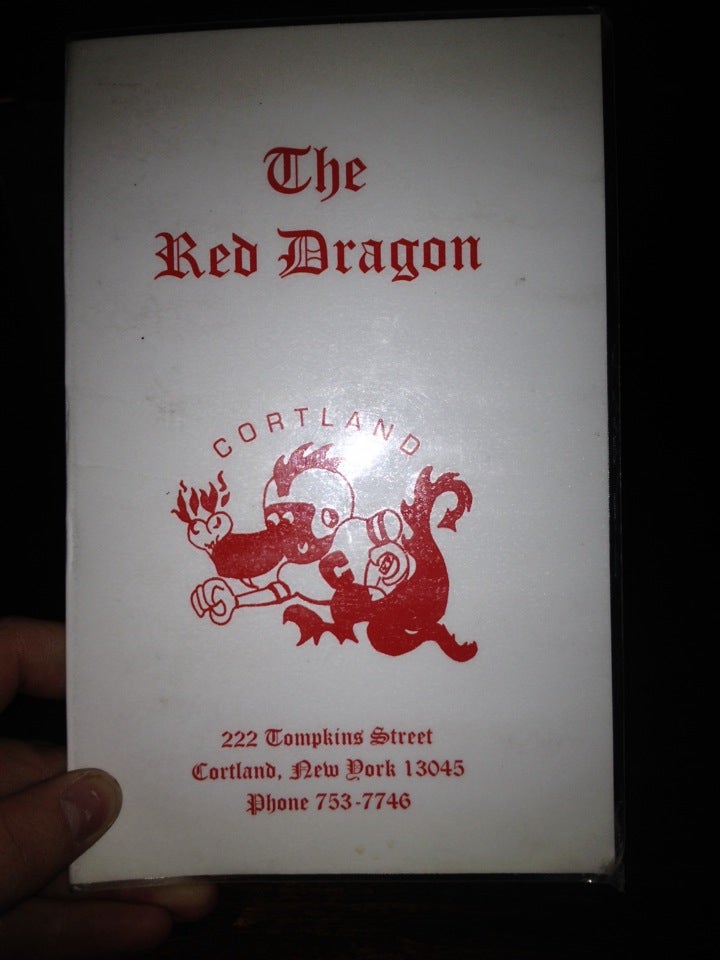 The
Red Dragon
CORTLAND
C
222 Tompkins Street
Cortland, New York 13045
Phone 753-7746